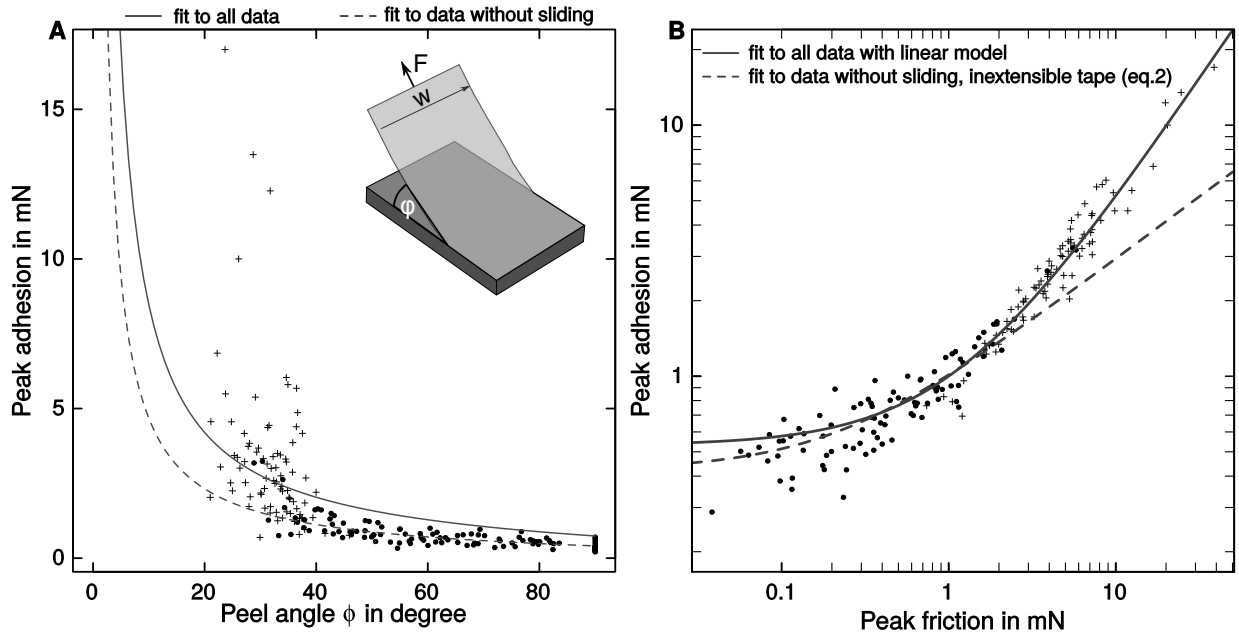 A
fit to all data
fit to data without sliding
F
w
φ
15
10
5
0
Peak adhesion in mN
0
20
40
60
80
Peel angle ϕ in degree
B
fit to all data with linear model
fit to data without sliding, inextensible tape (eq.2)
10
1
Peak adhesion in mN
0.1
1
10
Peak friction in mN